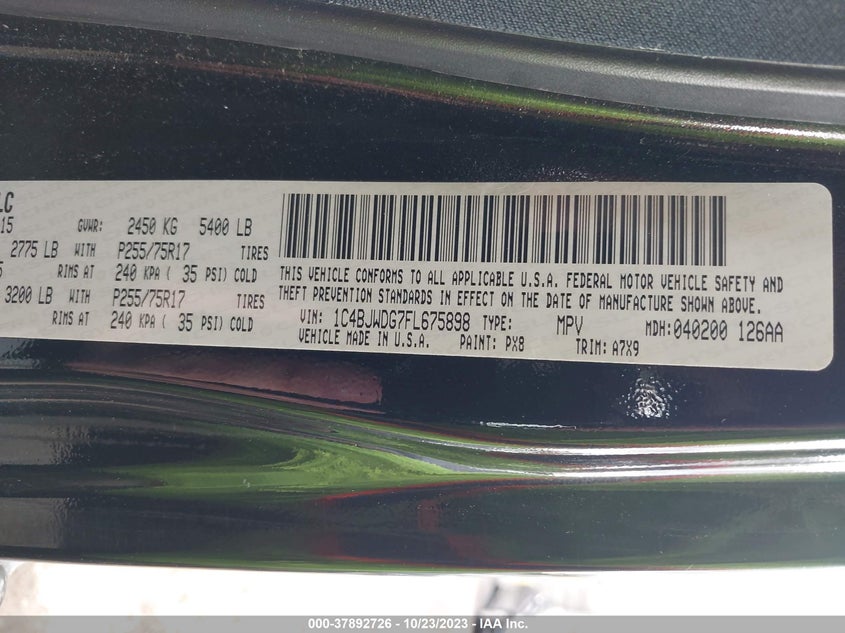 LC
15 GVWR: 2450 KG 5400 LB
2775 LB WITH P255/75R17 TIRES
RIMS AT 240 KPA ( 35 PSI) COLD
3200 LB WITH P255/75R17 TIRES
RIMS AT 240 KPA ( 35 PSI) COLD
THIS VEHICLE CONFORMS TO ALL APPLICABLE U.S.A. FEDERAL MOTOR VEHICLE SAFETY AND
THEFT PREVENTION STANDARDS IN EFFECT ON THE DATE OF MANUFACTURE SHOWN ABOVE.
VIN: 1C4BJWDG7FL675898 TYPE: MPV MDH: 040200 126AA
VEHICLE MADE IN U.S.A. PAINT: PX8 TRIM: A7X9
000-37892726 - 10/23/2023 - IAA Inc.